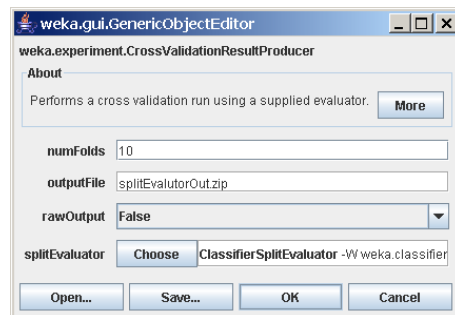 weka.gui.GenericObjectEditor
weka.experiment.CrossValidationResultProducer
About
Performs a cross validation run using a supplied evaluator. More
numFolds 10
outputFile splitEvalutorOut.zip
rawOutput False
splitEvaluator Choose ClassifierSplitEvaluator -W weka.classifier
Open... Save... OK Cancel